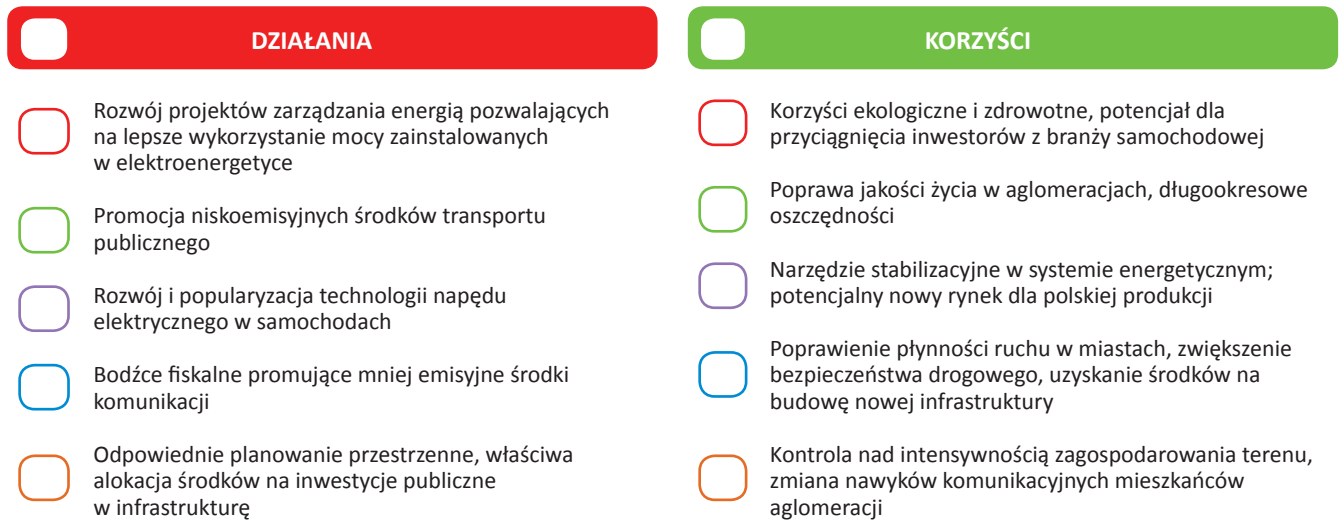 DZIAŁANIA
Rozwój projektów zarządzania energią pozwalających
na lepsze wykorzystanie mocy zainstalowanych
w elektroenergetyce
Promocja niskoemisyjnych środków transportu
publicznego
Rozwój i popularyzacja technologii napędu
elektrycznego w samochodach
Bodźce fiskalne promujące mniej emisyjne środki
komunikacji
Odpowiednie planowanie przestrzenne, właściwa
alokacja środków na inwestycje publiczne
w infrastrukturę
KORZYŚCI
Korzyści ekologiczne i zdrowotne, potencjał dla
przyciągnięcia inwestorów z branży samochodowej
Poprawa jakości życia w aglomeracjach, długookresowe
oszczędności
Narzędzie stabilizacyjne w systemie energetycznym;
potencjalny nowy rynek dla polskiej produkcji
Poprawienie płynności ruchu w miastach, zwiększenie
bezpieczeństwa drogowego, uzyskanie środków na
budowę nowej infrastruktury
Kontrola nad intensywnością zagospodarowania terenu,
zmiana nawyków komunikacyjnych mieszkańców
aglomeracji